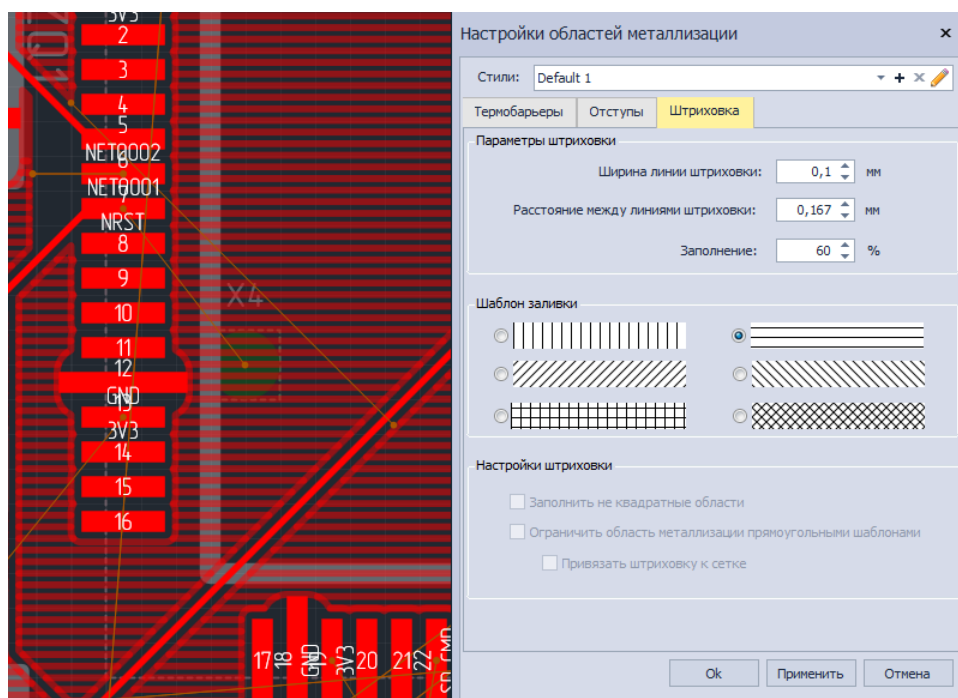 3V3
2
3
4
5
NET0002
6
NET0001
7
NRST
8
9
10
X4
11
12
GND
13
3V3
14
15
16
17
18
GND
19
3V3
20
21
22
Настройки областей металлизации
Стили: Default 1
Термобарьеры Отступы Штриховка
Параметры штриховки
Ширина линии штриховки: 0,1 мм
Расстояние между линиями штриховки: 0,167 мм
Заполнение: 60 %
Шаблон заливки
Настройки штриховки
Заполнить не квадратные области
Ограничить область металлизации прямоугольными шаблонами
Привязать штриховку к сетке
Ok Применить Отмена